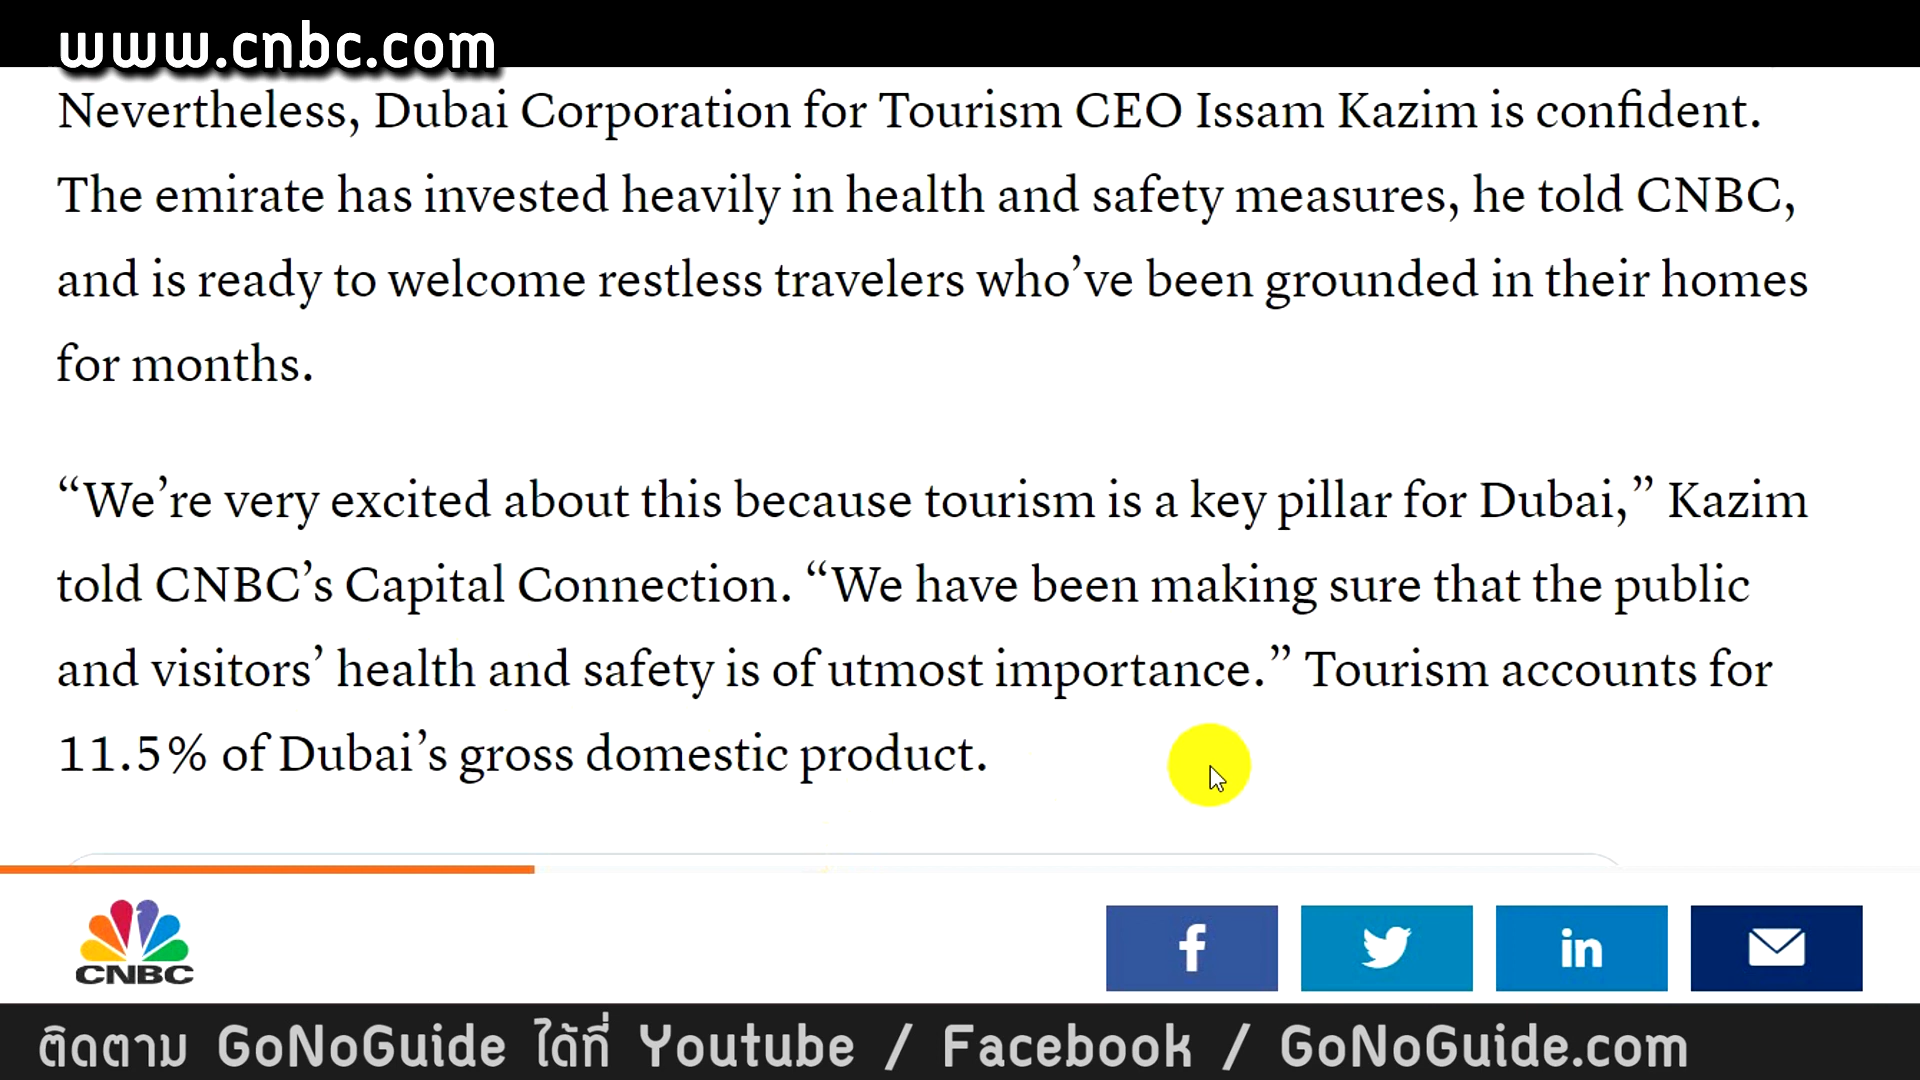 www.cnbc.com
Nevertheless, Dubai Corporation for Tourism CEO Issam Kazim is confident.
The emirate has invested heavily in health and safety measures, he told CNBC,
and is ready to welcome restless travelers who’ve been grounded in their homes
for months.
“We’re very excited about this because tourism is a key pillar for Dubai,” Kazim
told CNBC’s Capital Connection. “We have been making sure that the public
and visitors’ health and safety is of utmost importance.” Tourism accounts for
11.5% of Dubai’s gross domestic product.
CNBC
f
in
ติดตาม GoNoGuide ได้ที่ Youtube / Facebook / GoNoGuide.com